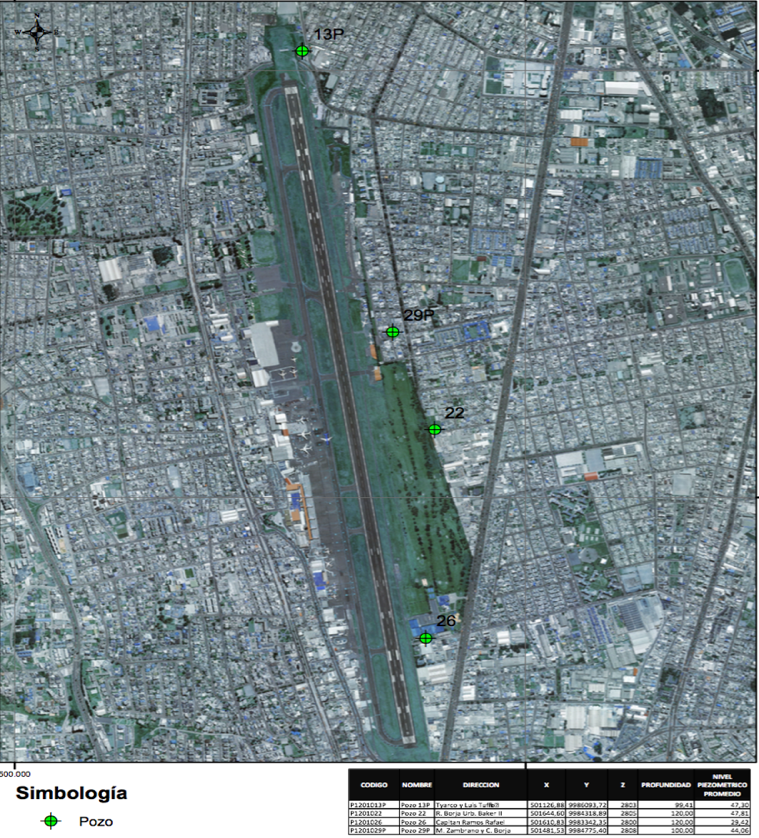 N
W
13P
29P
22
26
500.000
Simbología
Pozo
CODIGO NOMBRE DIRECCION X Y Z PROFUNDIDAD NIVEL PIEZOMETRICO PROMEDIO
P1201013P Pozo 13P Tyarco y Luis Tuffall 501126,88 9986093,72 2803 99,41 47,30
P1201022 Pozo 22 R. Borja Urb. Baker II 501644,60 9984318,89 2805 120,00 47,81
P1201026 Pozo 26 Capitan Ramos Rafael 501610,83 9983342,35 2800 120,00 29,42
P1201029P Pozo 29P M. Zambrano y C. Borja 501481,53 9984775,40 2808 100,00 44,06